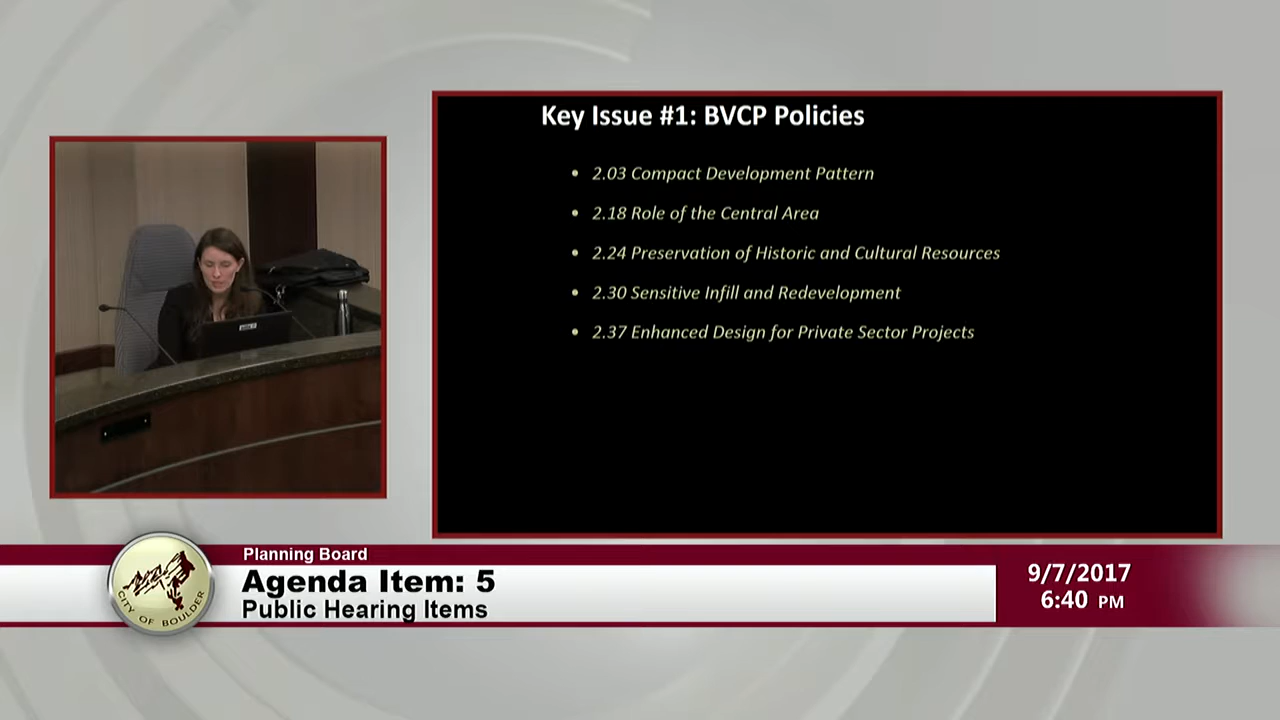 Key Issue #1: BVCP Policies
• 2.03 Compact Development Pattern
• 2.18 Role of the Central Area
• 2.24 Preservation of Historic and Cultural Resources
• 2.30 Sensitive Infill and Redevelopment
• 2.37 Enhanced Design for Private Sector Projects
Planning Board
Agenda Item: 5
Public Hearing Items
CITY OF BOULDER
9/7/2017
6:40 PM